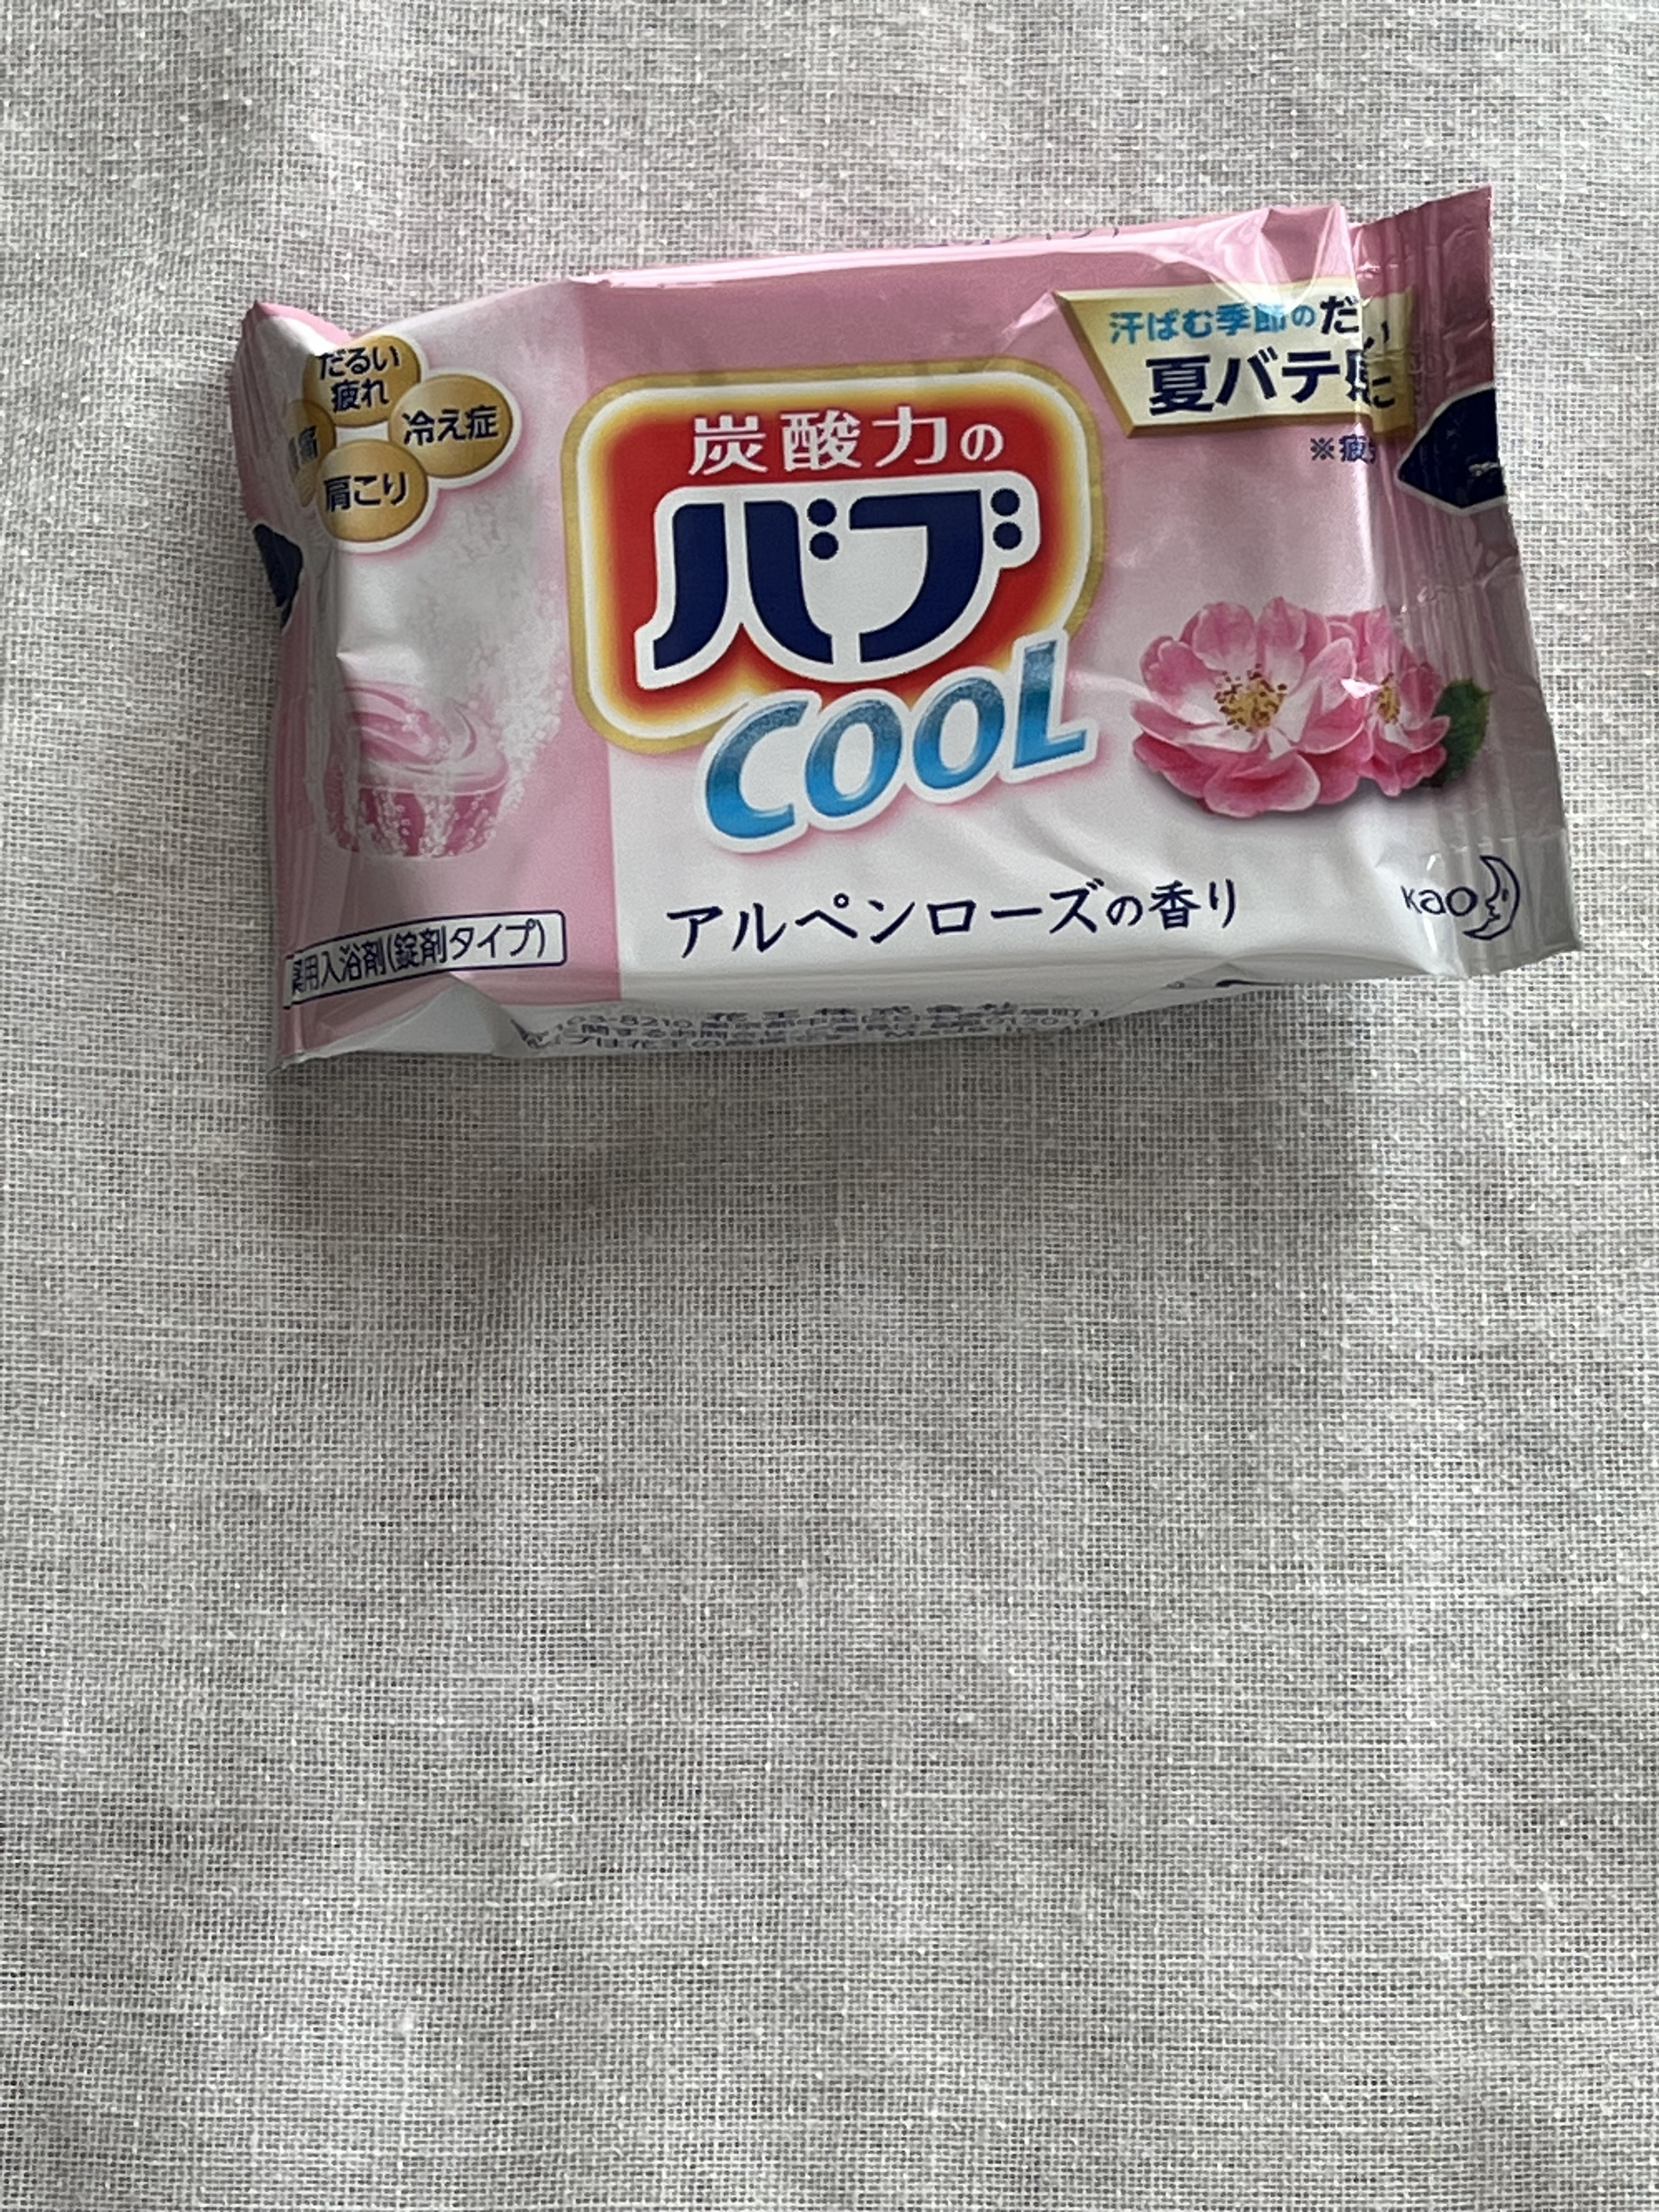 だるい
疲れ
冷え症
肩こり
炭酸力の
バブ
COOL
アルペンローズの香り
汗ばむ季節のだ
夏バテ
※疲
kao
用入浴剤(錠剤タイプ)